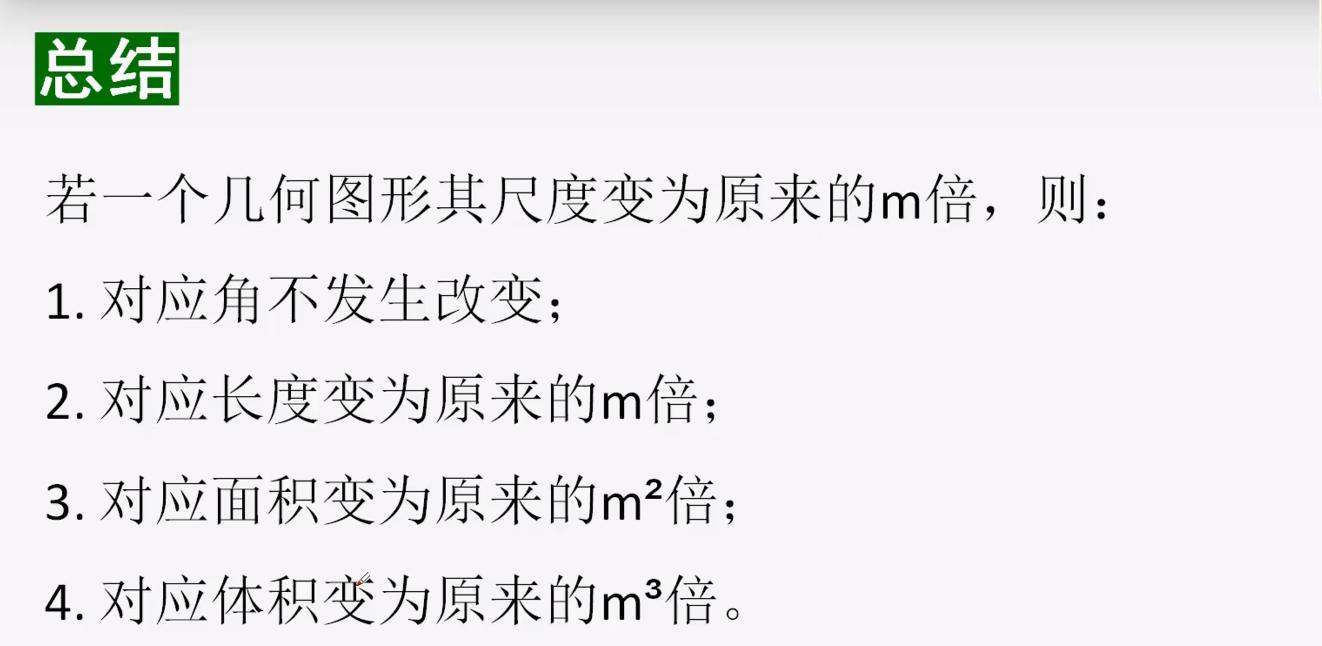 总结
若一个几何图形其尺度变为原来的m倍，则：
1. 对应角不发生改变；
2. 对应长度变为原来的m倍；
3. 对应面积变为原来的m²倍；
4. 对应体积变为原来的m³倍。